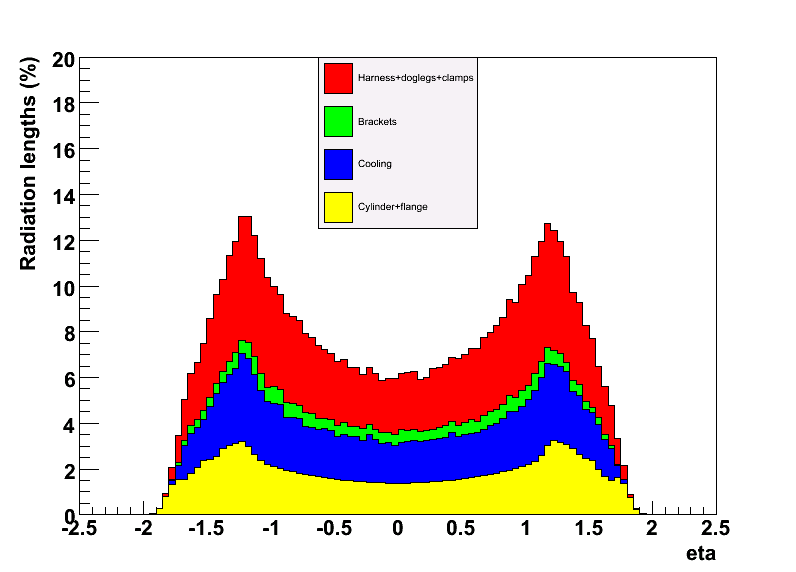 Radiation lengths (%)
20
18
16
14
12
10
8
6
4
2
0
Harness+doglegs+clamps
Brackets
Cooling
Cylinder+flange
-2.5 -2 -1.5 -1 -0.5 0 0.5 1 1.5 2 2.5
eta